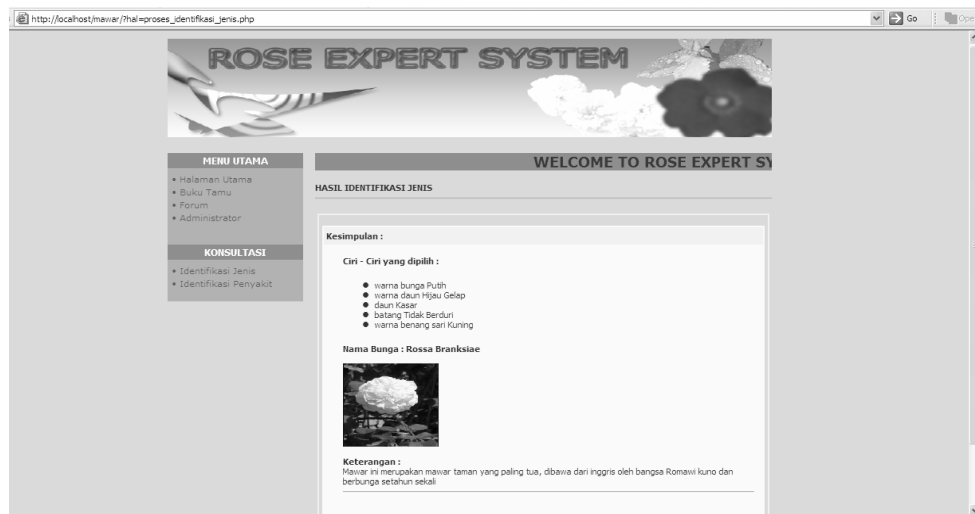 http://localhost/mawar/?hal=proses_identifikasi_jenis.php
Go
Ope
ROSE EXPERT SYSTEM
MENU UTAMA
• Halaman Utama
• Buku Tamu
• Forum
• Administrator
KONSULTASI
• Identifikasi Jenis
• Identifikasi Penyakit
WELCOME TO ROSE EXPERT SY
HASIL IDENTIFIKASI JENIS
Kesimpulan :
Ciri - Ciri yang dipilih :
● warna bunga Putih
● warna daun Hijau Gelap
● daun Kasar
● batang Tidak Berduri
● warna benang sari Kuning
Nama Bunga : Rossa Branksiae
Keterangan :
Mawar ini merupakan mawar taman yang paling tua, dibawa dari inggris oleh bangsa Romawi kuno dan
berbunga setahun sekali